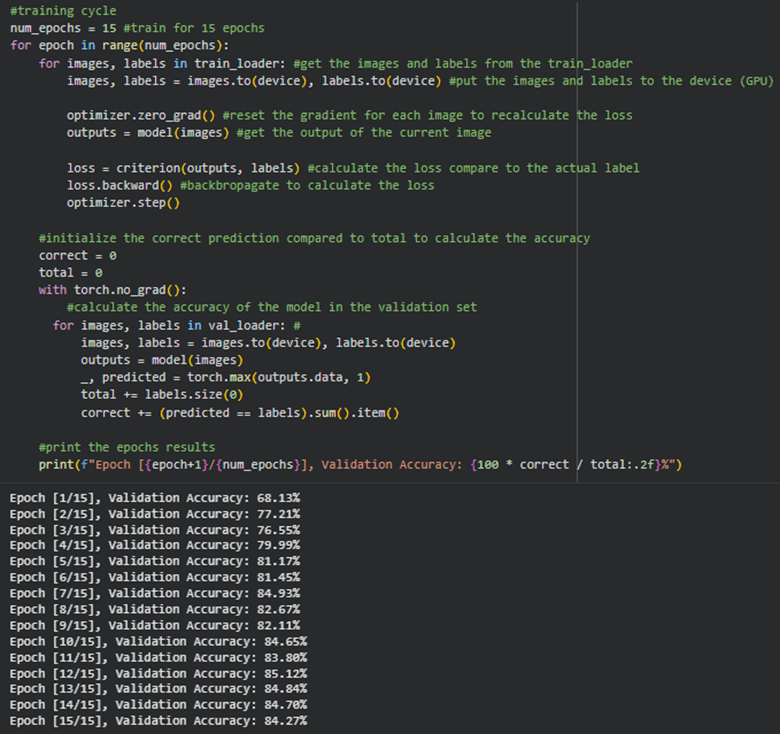 #training cycle
num_epochs = 15 #train for 15 epochs
for epoch in range(num_epochs):
    for images, labels in train_loader: #get the images and labels from the train_loader
        images, labels = images.to(device), labels.to(device) #put the images and labels to the device (GPU)
        optimizer.zero_grad() #reset the gradient for each image to recalculate the loss
        outputs = model(images) #get the output of the current image
        loss = criterion(outputs, labels) #calculate the loss compare to the actual label
        loss.backward() #backbropagate to calculate the loss
        optimizer.step()
    #initialize the correct prediction compared to total to calculate the accuracy
    correct = 0
    total = 0
    with torch.no_grad():
        #calculate the accuracy of the model in the validation set
      for images, labels in val_loader: #
          images, labels = images.to(device), labels.to(device)
          outputs = model(images)
          _, predicted = torch.max(outputs.data, 1)
          total += labels.size(0)
          correct += (predicted == labels).sum().item()
    #print the epochs results
    print(f"Epoch [{epoch+1}/{num_epochs}], Validation Accuracy: {100 * correct / total:.2f}%")
Epoch [1/15], Validation Accuracy: 68.13%
Epoch [2/15], Validation Accuracy: 77.21%
Epoch [3/15], Validation Accuracy: 76.55%
Epoch [4/15], Validation Accuracy: 79.99%
Epoch [5/15], Validation Accuracy: 81.17%
Epoch [6/15], Validation Accuracy: 81.45%
Epoch [7/15], Validation Accuracy: 84.93%
Epoch [8/15], Validation Accuracy: 82.67%
Epoch [9/15], Validation Accuracy: 82.11%
Epoch [10/15], Validation Accuracy: 84.65%
Epoch [11/15], Validation Accuracy: 83.80%
Epoch [12/15], Validation Accuracy: 85.12%
Epoch [13/15], Validation Accuracy: 84.84%
Epoch [14/15], Validation Accuracy: 84.70%
Epoch [15/15], Validation Accuracy: 84.27%